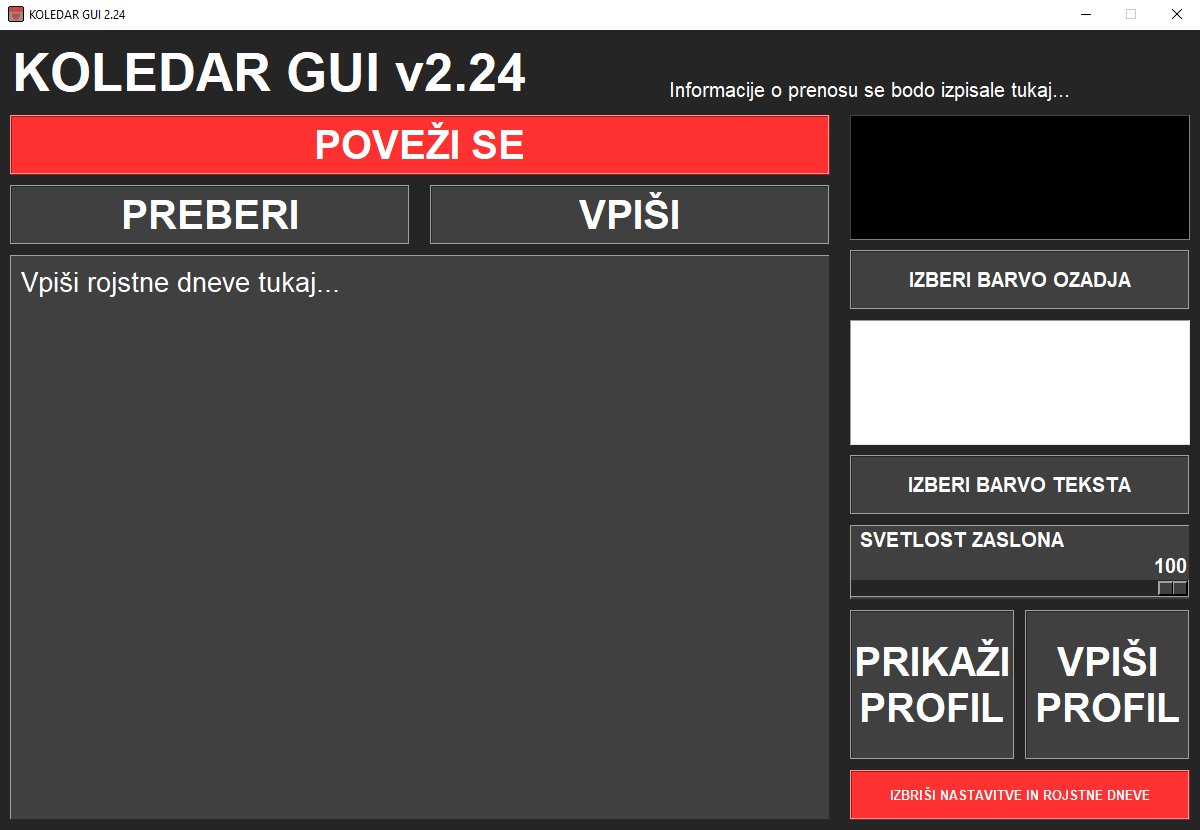 KOLEDAR GUI 2.24
KOLEDAR GUI v2.24
Informacije o prenosu se bodo izpisale tukaj...
POVEŽI SE
PREBERI
VPIŠI
Vpiši rojstne dneve tukaj...
IZBERI BARVO OZADJA
IZBERI BARVO TEKSTA
SVETLOST ZASLONA
100
PRIKAŽI
PROFIL
VPIŠI
PROFIL
IZBRIŠI NASTAVITVE IN ROJSTNE DNEVE